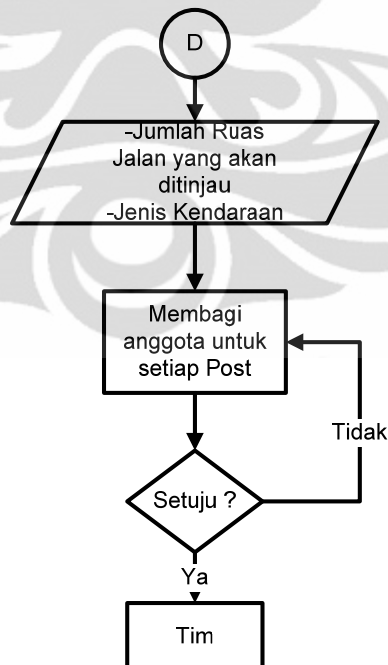 D
-Jumlah Ruas
Jalan yang akan
ditinjau
-Jenis Kendaraan
Membagi
anggota untuk
setiap Post
Tidak
Setuju ?
Ya
Tim